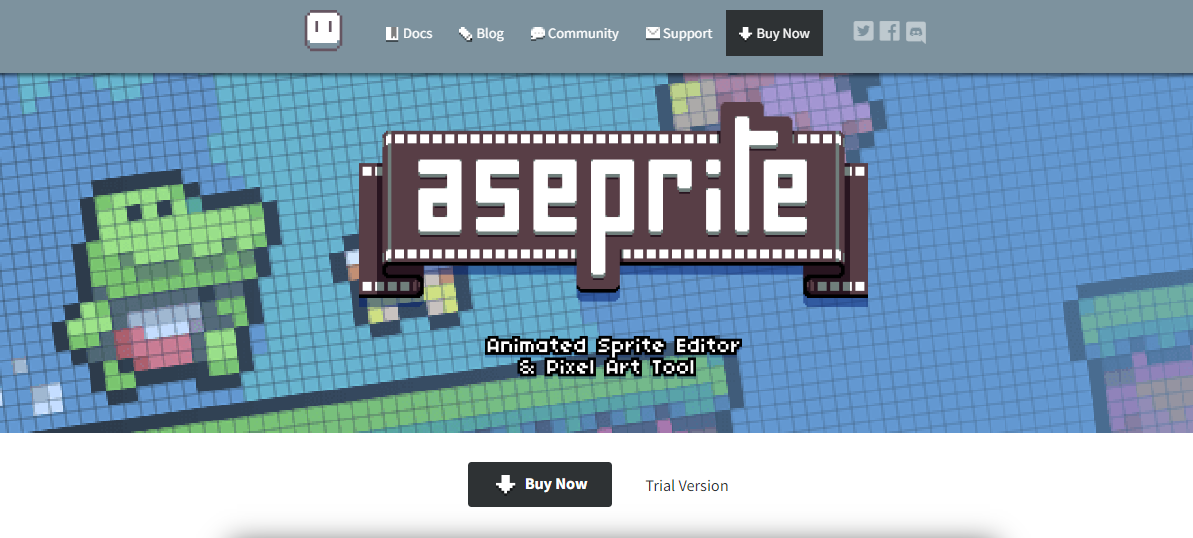 Docs Blog Community Support Buy Now
aseprite
Animated Sprite Editor
& Pixel Art Tool
Buy Now Trial Version